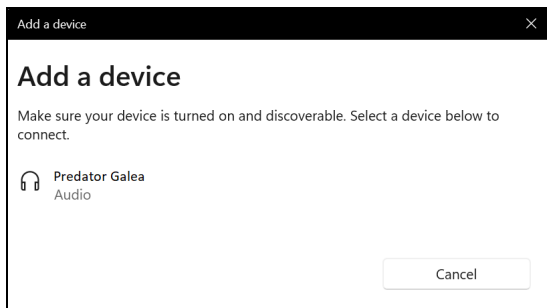 Add a device
Add a device
Make sure your device is turned on and discoverable. Select a device below to
connect.
Predator Galea
Audio
Cancel